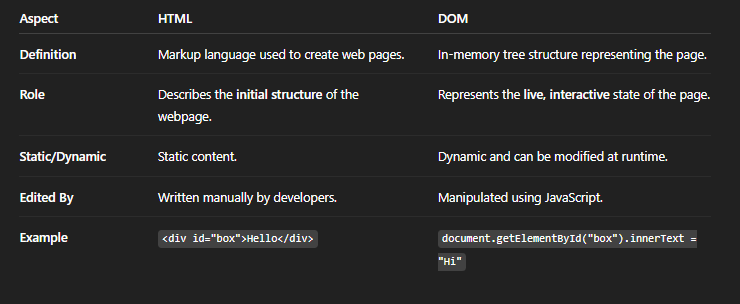 Aspect HTML DOM
Definition Markup language used to create web pages. In-memory tree structure representing the page.
Role Describes the initial structure of the Represents the live, interactive state of the page.
webpage.
Static/Dynamic Static content. Dynamic and can be modified at runtime.
Edited By Written manually by developers. Manipulated using JavaScript.
Example <div id="box">Hello</div> document.getElementById("box").innerText =
"Hi"